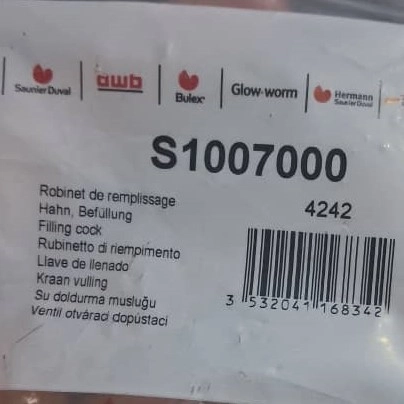 Saunier Duval awb Bulex Glow-worm Hermann Saunier Duval
S1007000
4242
Robinet de remplissage
Hahn, Befüllung
Filling cock
Rubinetto di riempimento
Llave de llenado
Kraan vulling
Su doldurma musluğu
Ventil otvárací dopústací
3 532041 168342